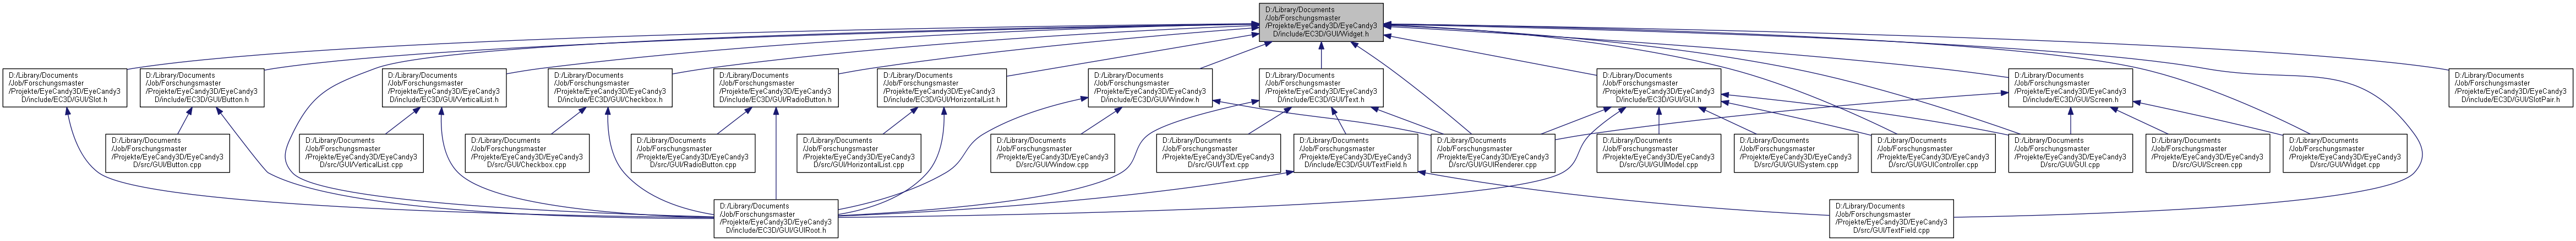 D:/Library/Documents
/Job/Forschungsmaster
/Projekte/EyeCandy3D/EyeCandy3
D/include/EC3D/GUI/Widget.h
D:/Library/Documents
/Job/Forschungsmaster
/Projekte/EyeCandy3D/EyeCandy3
D/include/EC3D/GUI/Slot.h
D:/Library/Documents
/Job/Forschungsmaster
/Projekte/EyeCandy3D/EyeCandy3
D/include/EC3D/GUI/Button.h
D:/Library/Documents
/Job/Forschungsmaster
/Projekte/EyeCandy3D/EyeCandy3
D/include/EC3D/GUI/VerticalList.h
D:/Library/Documents
/Job/Forschungsmaster
/Projekte/EyeCandy3D/EyeCandy3
D/include/EC3D/GUI/Checkbox.h
D:/Library/Documents
/Job/Forschungsmaster
/Projekte/EyeCandy3D/EyeCandy3
D/include/EC3D/GUI/RadioButton.h
D:/Library/Documents
/Job/Forschungsmaster
/Projekte/EyeCandy3D/EyeCandy3
D/include/EC3D/GUI/HorizontalList.h
D:/Library/Documents
/Job/Forschungsmaster
/Projekte/EyeCandy3D/EyeCandy3
D/include/EC3D/GUI/Window.h
D:/Library/Documents
/Job/Forschungsmaster
/Projekte/EyeCandy3D/EyeCandy3
D/include/EC3D/GUI/Text.h
D:/Library/Documents
/Job/Forschungsmaster
/Projekte/EyeCandy3D/EyeCandy3
D/include/EC3D/GUI/GUI.h
D:/Library/Documents
/Job/Forschungsmaster
/Projekte/EyeCandy3D/EyeCandy3
D/include/EC3D/GUI/Screen.h
D:/Library/Documents
/Job/Forschungsmaster
/Projekte/EyeCandy3D/EyeCandy3
D/include/EC3D/GUI/SlotPair.h
D:/Library/Documents
/Job/Forschungsmaster
/Projekte/EyeCandy3D/EyeCandy3
D/src/GUI/Button.cpp
D:/Library/Documents
/Job/Forschungsmaster
/Projekte/EyeCandy3D/EyeCandy3
D/src/GUI/VerticalList.cpp
D:/Library/Documents
/Job/Forschungsmaster
/Projekte/EyeCandy3D/EyeCandy3
D/src/GUI/Checkbox.cpp
D:/Library/Documents
/Job/Forschungsmaster
/Projekte/EyeCandy3D/EyeCandy3
D/src/GUI/RadioButton.cpp
D:/Library/Documents
/Job/Forschungsmaster
/Projekte/EyeCandy3D/EyeCandy3
D/src/GUI/HorizontalList.cpp
D:/Library/Documents
/Job/Forschungsmaster
/Projekte/EyeCandy3D/EyeCandy3
D/src/GUI/Window.cpp
D:/Library/Documents
/Job/Forschungsmaster
/Projekte/EyeCandy3D/EyeCandy3
D/src/GUI/Text.cpp
D:/Library/Documents
/Job/Forschungsmaster
/Projekte/EyeCandy3D/EyeCandy3
D/include/EC3D/GUI/TextField.h
D:/Library/Documents
/Job/Forschungsmaster
/Projekte/EyeCandy3D/EyeCandy3
D/src/GUI/GUIRenderer.cpp
D:/Library/Documents
/Job/Forschungsmaster
/Projekte/EyeCandy3D/EyeCandy3
D/src/GUI/GUIModel.cpp
D:/Library/Documents
/Job/Forschungsmaster
/Projekte/EyeCandy3D/EyeCandy3
D/src/GUI/GUISystem.cpp
D:/Library/Documents
/Job/Forschungsmaster
/Projekte/EyeCandy3D/EyeCandy3
D/src/GUI/GUIController.cpp
D:/Library/Documents
/Job/Forschungsmaster
/Projekte/EyeCandy3D/EyeCandy3
D/src/GUI/GUI.cpp
D:/Library/Documents
/Job/Forschungsmaster
/Projekte/EyeCandy3D/EyeCandy3
D/src/GUI/Screen.cpp
D:/Library/Documents
/Job/Forschungsmaster
/Projekte/EyeCandy3D/EyeCandy3
D/src/GUI/Widget.cpp
D:/Library/Documents
/Job/Forschungsmaster
/Projekte/EyeCandy3D/EyeCandy3
D/include/EC3D/GUI/GUIRoot.h
D:/Library/Documents
/Job/Forschungsmaster
/Projekte/EyeCandy3D/EyeCandy3
D/src/GUI/TextField.cpp